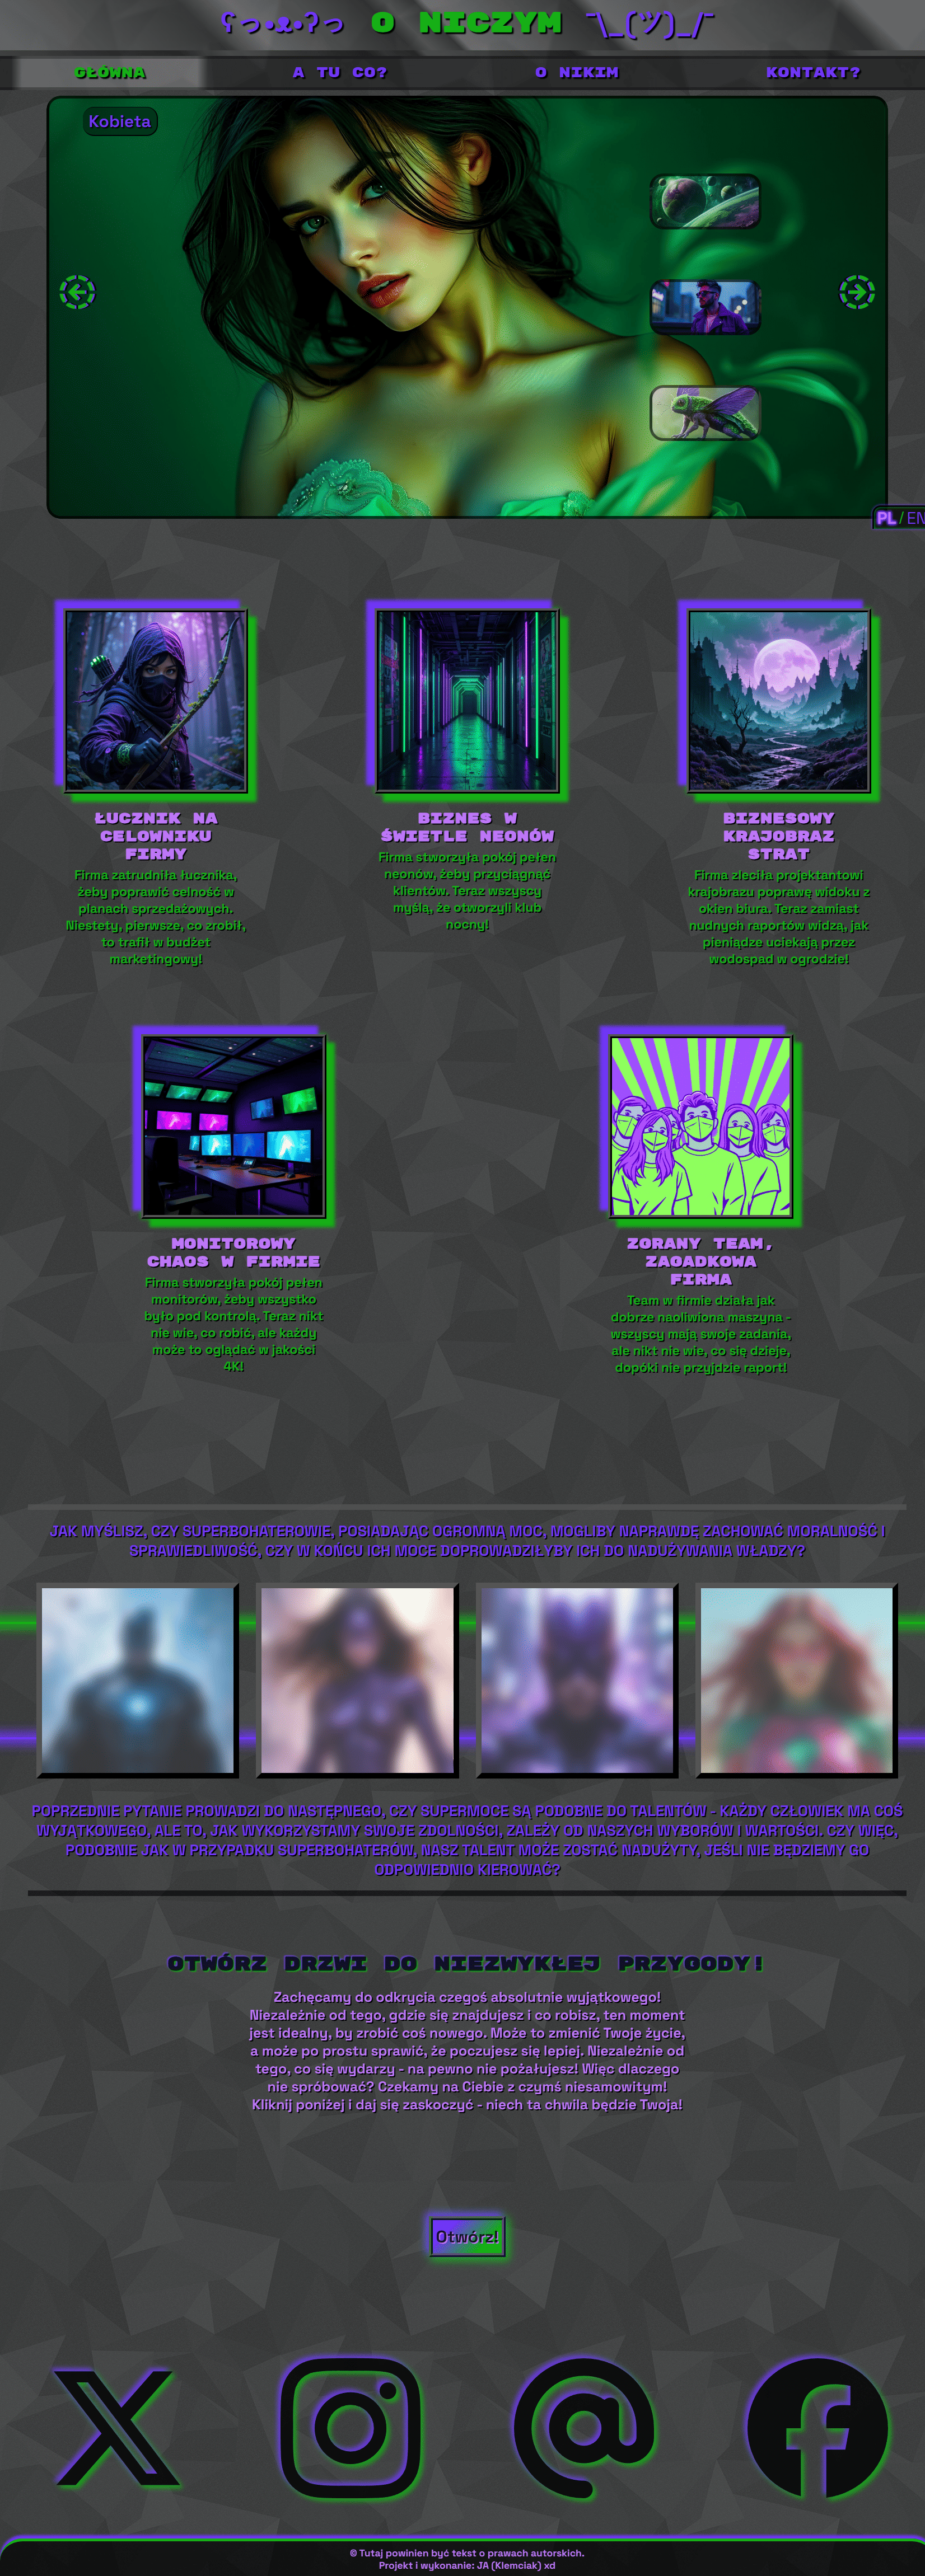 ʕっ•ᴥ•ʔっ O NICZYM ¯\_(ツ)_/¯
GŁÓWNA A TU CO? O NIKIM KONTAKT?
Kobieta
PL/EN
ŁUCZNIK NA
CELOWNIKU
FIRMY
Firma zatrudniła łucznika,
żeby poprawić celność w
planach sprzedażowych.
Niestety, pierwsze, co zrobił,
to trafił w budżet
marketingowy!
BIZNES W
ŚWIETLE NEONÓW
Firma stworzyła pokój pełen
neonów, żeby przyciągnąć
klientów. Teraz wszyscy
myślą, że otworzyli klub
nocny!
BIZNESOWY
KRAJOBRAZ
STRAT
Firma zleciła projektantowi
krajobrazu poprawę widoku z
okien biura. Teraz zamiast
nudnych raportów widzą, jak
pieniądze uciekają przez
wodospad w ogrodzie!
MONITOROWY
CHAOS W FIRMIE
Firma stworzyła pokój pełen
monitorów, żeby wszystko
było pod kontrolą. Teraz nikt
nie wie, co robić, ale każdy
może to oglądać w jakości
4K!
ZORANY TEAM,
ZAOADKOWA
FIRMA
Team w firmie działa jak
dobrze naoliwiona maszyna -
wszyscy mają swoje zadania,
ale nikt nie wie, co się dzieje,
dopóki nie przyjdzie raport!
JAK MYŚLISZ, CZY SUPERBOHATEROWIE, POSIADAJĄC OGROMNĄ MOC, MOGLIBY NAPRAWDĘ ZACHOWAĆ MORALNOŚĆ I
SPRAWIEDLIWOŚĆ, CZY W KOŃCU ICH MOCE DOPROWADZIŁYBY ICH DO NADUŻYWANIA WŁADZY?
POPRZEDNIE PYTANIE PROWADZI DO NASTĘPNEGO, CZY SUPERMOCE SĄ PODOBNE DO TALENTÓW - KAŻDY CZŁOWIEK MA COŚ
WYJĄTKOWEGO, ALE TO, JAK WYKORZYSTAMY SWOJE ZDOLNOŚCI, ZALEŻY OD NASZYCH WYBORÓW I WARTOŚCI. CZY WIĘC,
PODOBNIE JAK W PRZYPADKU SUPERBOHATERÓW, NASZ TALENT MOŻE ZOSTAĆ NADUŻYTY, JEŚLI NIE BĘDZIEMY GO
ODPOWIEDNIO KIEROWAĆ?
OTWÓRZ DRZWI DO NIEZWYKŁEJ PRZYGODY!
Zachęcamy do odkrycia czegoś absolutnie wyjątkowego!
Niezależnie od tego, gdzie się znajdujesz i co robisz, ten moment
jest idealny, by zrobić coś nowego. Może to zmienić Twoje życie,
a może po prostu sprawić, że poczujesz się lepiej. Niezależnie od
tego, co się wydarzy - na pewno nie pożałujesz! Więc dlaczego
nie spróbować? Czekamy na Ciebie z czymś niesamowitym!
Kliknij poniżej i daj się zaskoczyć - niech ta chwila będzie Twoja!
Otwórz!
© Tutaj powinien być tekst o prawach autorskich.
Projekt i wykonanie: JA (Klemciak) xd